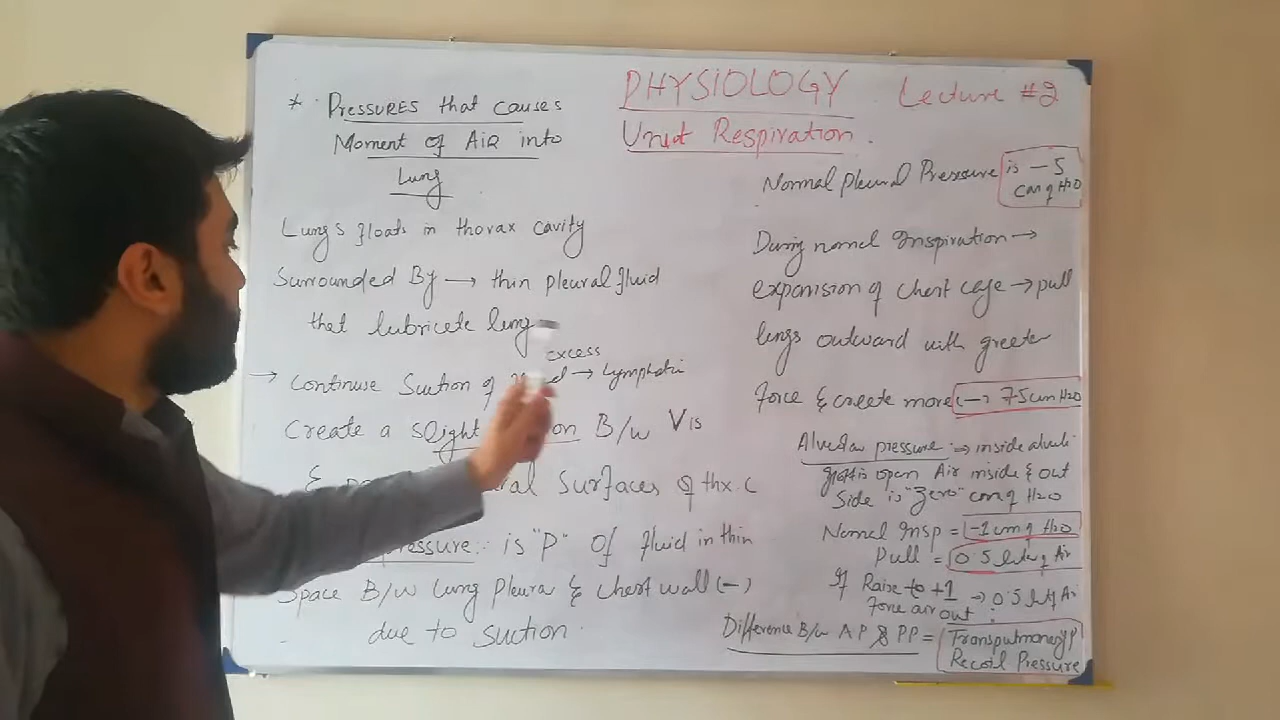 * PRESSURES that causes
Moment of AiR into
Lung
Lungs floats in thorax cavity
Surrounded By → thin pleural fluid
that lubricate lung
→ Continue Suction of → Lymphatic
excess
Create a slight B/w Vis
& Surfaces of thx. c
pressure: is "P" of fluid in thin
Space B/w Lung pleura & chest wall (-)
due to suction.
PHYSIOLOGY Lecture #2
Unit Respiration.
Normal pleural Pressure is -5
cm of H2O
During normal Inspiration →
expansion of chest cage → pull
lungs outward with greater
Force & create more (-) 7.5 cm H2O
Alveolar pressure → inside alveoli
glottis open Air inside & out
Side is "Zero" cm of H2O
Normal Insp = -1 cm of H2O
Pull = 0.5 lit of Air
If Raise to +1 → 0.5 lit of Ai
Force air out.
Difference B/w AP & PP = Transpulmonary P
Recoil Pressure